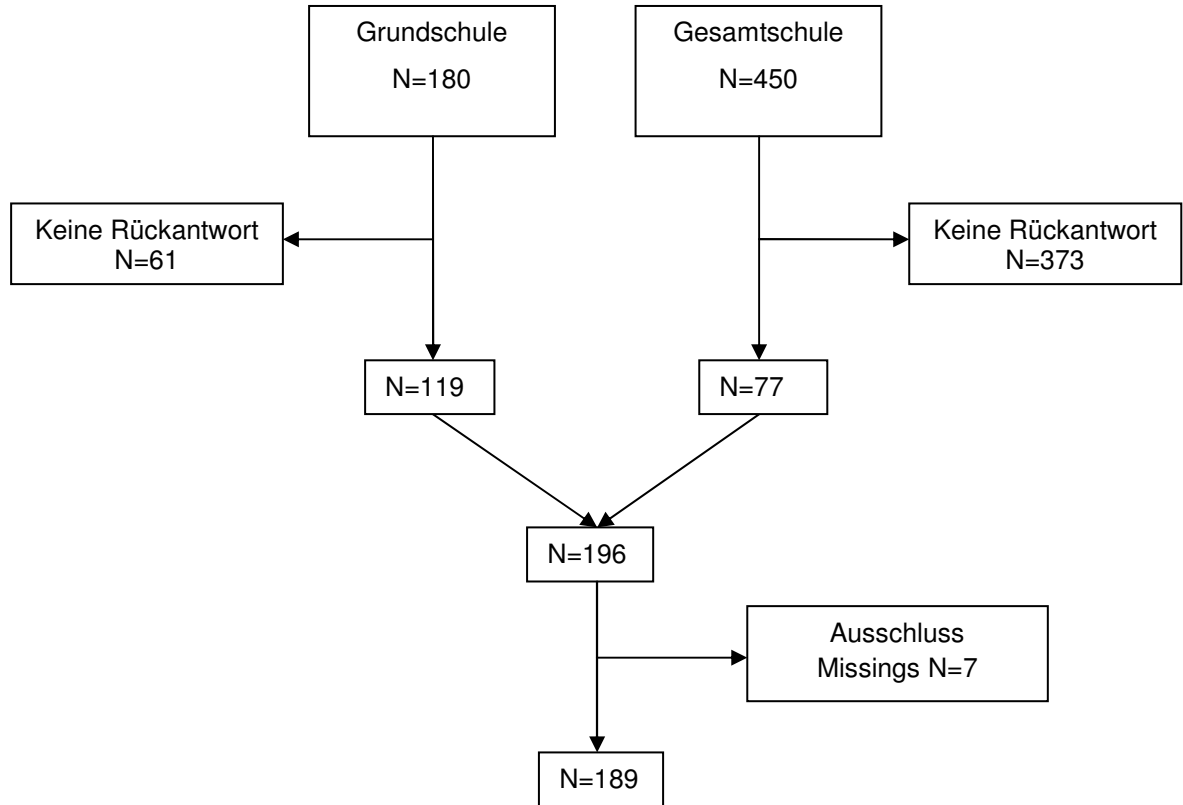 Grundschule
N=180
Gesamtschule
N=450
Keine Rückantwort
N=61
Keine Rückantwort
N=373
N=119
N=77
N=196
Ausschluss
Missings N=7
N=189